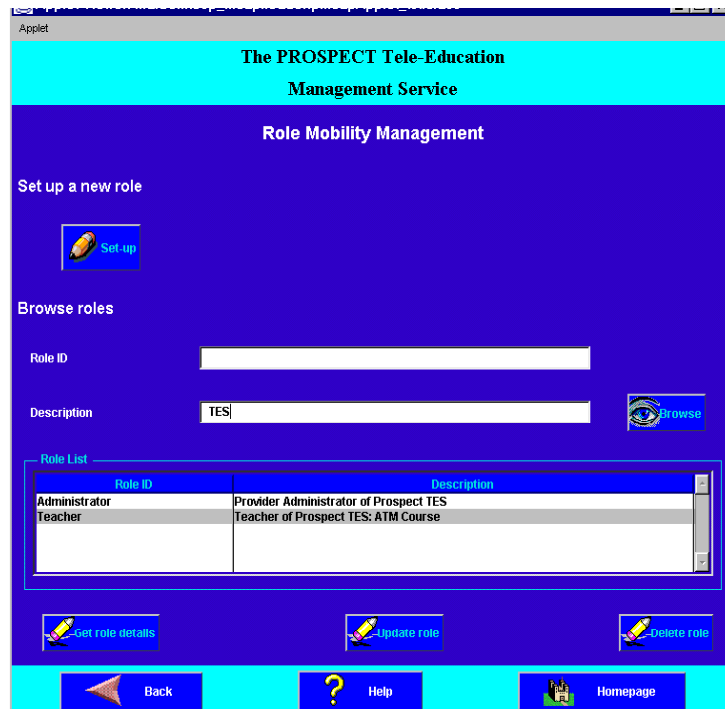 Applet
The PROSPECT Tele-Education
Management Service
Role Mobility Management
Set up a new role
Set-up
Browse roles
Role ID
Description TES Browse
Role List
Role ID Description
Administrator Provider Administrator of Prospect TES
Teacher Teacher of Prospect TES: ATM Course
Get role details Update role Delete role
Back Help Homepage